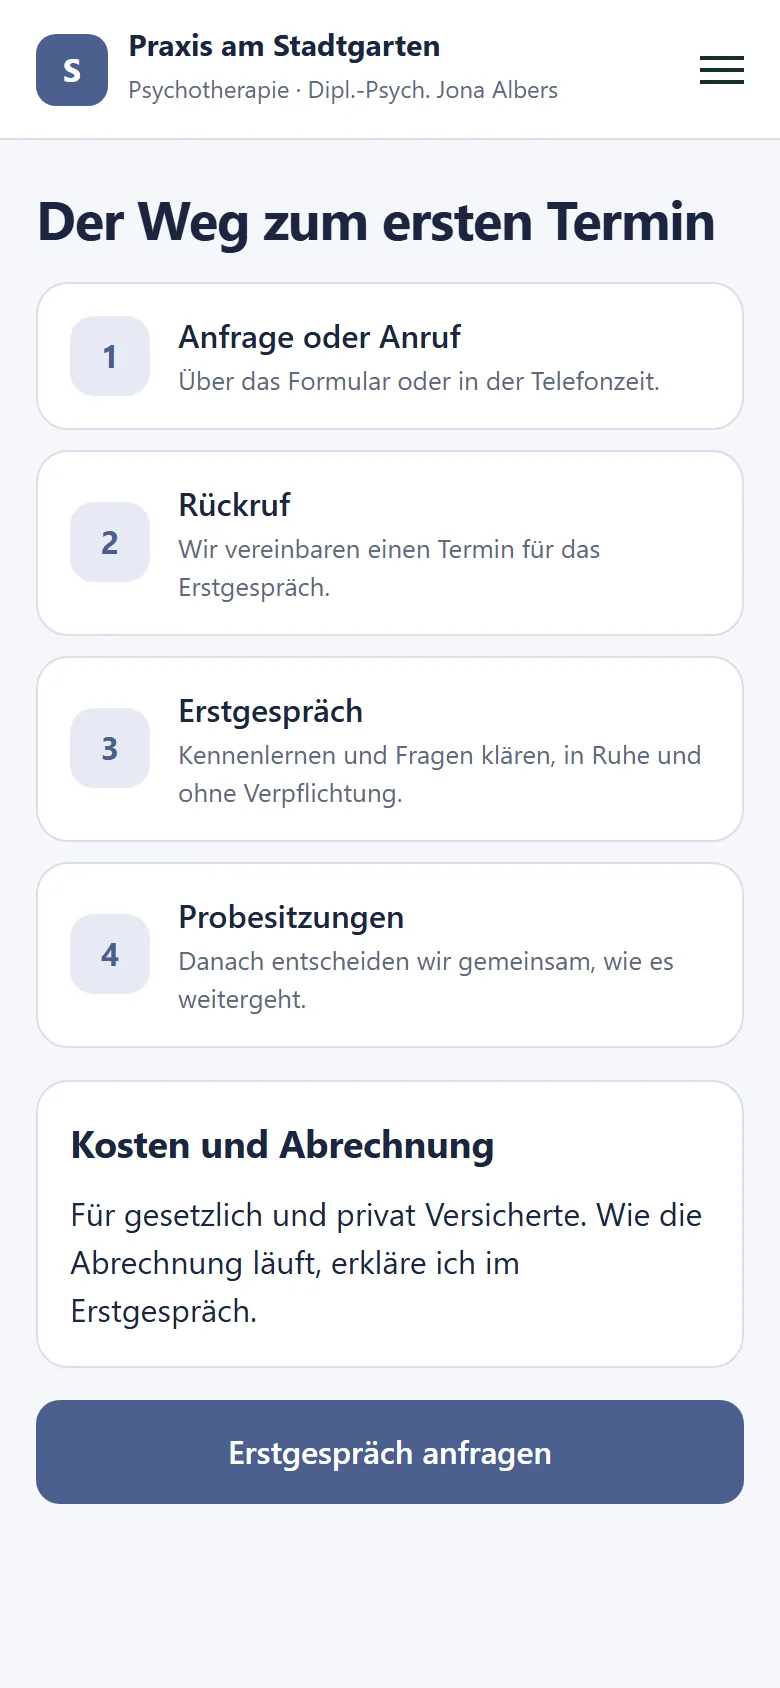 S
Praxis am Stadtgarten
Psychotherapie · Dipl.-Psych. Jona Albers
Der Weg zum ersten Termin
1
Anfrage oder Anruf
Über das Formular oder in der Telefonzeit.
2
Rückruf
Wir vereinbaren einen Termin für das
Erstgespräch.
3
Erstgespräch
Kennenlernen und Fragen klären, in Ruhe und
ohne Verpflichtung.
4
Probesitzungen
Danach entscheiden wir gemeinsam, wie es
weitergeht.
Kosten und Abrechnung
Für gesetzlich und privat Versicherte. Wie die
Abrechnung läuft, erkläre ich im
Erstgespräch.
Erstgespräch anfragen